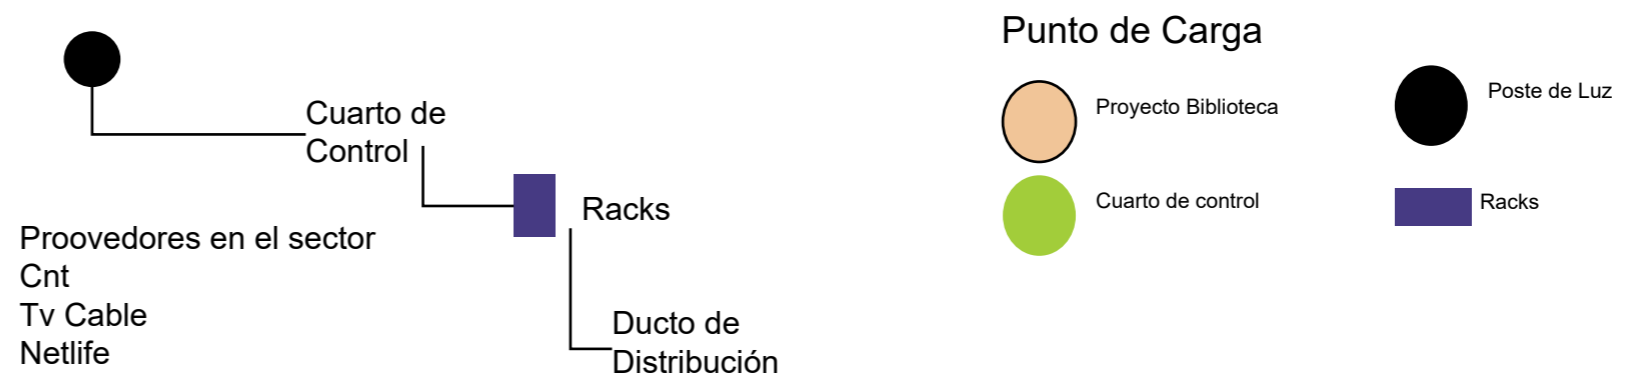 Cuarto de
Control
Racks
Proovedores en el sector
Cnt
Tv Cable
Netlife
Ducto de
Distribución
Punto de Carga
Proyecto Biblioteca
Poste de Luz
Cuarto de control
Racks